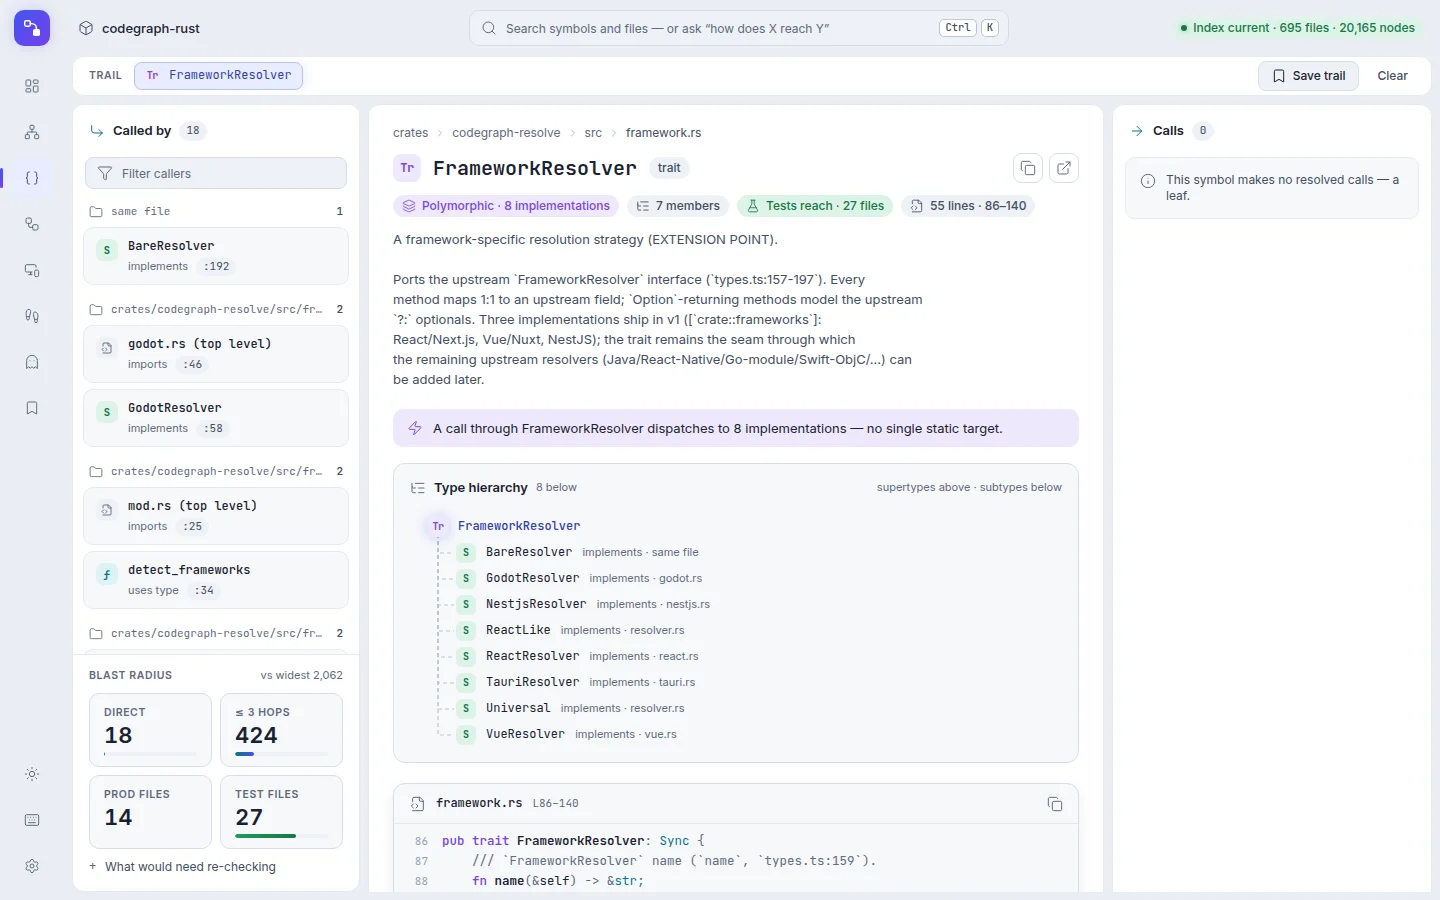 codegraph-rust
Search symbols and files — or ask “how does X reach Y”
Ctrl K
Index current · 695 files · 20,165 nodes
TRAIL
Tr FrameworkResolver
Save trail
Clear
Called by 18
Filter callers
same file 1
S BareResolver
implements :192
crates/codegraph-resolve/src/fr… 2
godot.rs (top level)
imports :46
S GodotResolver
implements :58
crates/codegraph-resolve/src/fr… 2
mod.rs (top level)
imports :25
ƒ detect_frameworks
uses type :34
crates/codegraph-resolve/src/fr… 2
BLAST RADIUS vs widest 2,062
DIRECT
18
≤ 3 HOPS
424
PROD FILES
14
TEST FILES
27
+ What would need re-checking
crates › codegraph-resolve › src › framework.rs
Tr FrameworkResolver trait
Polymorphic · 8 implementations
7 members
Tests reach · 27 files
55 lines · 86–140
A framework-specific resolution strategy (EXTENSION POINT).
Ports the upstream `FrameworkResolver` interface (`types.ts:157-197`). Every
method maps 1:1 to an upstream field; `Option`-returning methods model the upstream
`?:` optionals. Three implementations ship in v1 ([`crate::frameworks`]:
React/Next.js, Vue/Nuxt, NestJS); the trait remains the seam through which
the remaining upstream resolvers (Java/React-Native/Go-module/Swift-ObjC/…) can
be added later.
A call through FrameworkResolver dispatches to 8 implementations — no single static target.
Type hierarchy 8 below
supertypes above · subtypes below
Tr FrameworkResolver
S BareResolver implements · same file
S GodotResolver implements · godot.rs
S NestjsResolver implements · nestjs.rs
S ReactLike implements · resolver.rs
S ReactResolver implements · react.rs
S TauriResolver implements · tauri.rs
S Universal implements · resolver.rs
S VueResolver implements · vue.rs
framework.rs L86–140
86 pub trait FrameworkResolver: Sync {
87 /// `FrameworkResolver` name (`name`, `types.ts:159`).
88 fn name(&self) -> &str;
Calls 0
This symbol makes no resolved calls — a
leaf.